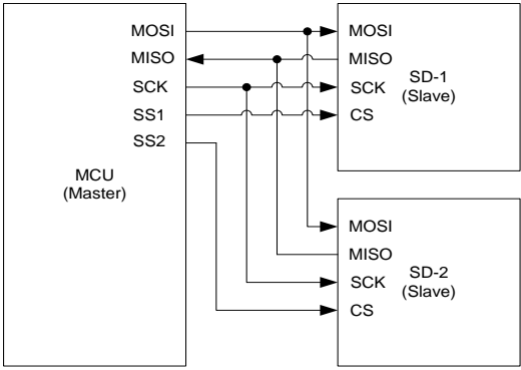 MOSI
MISO
SCK
SS1
SS2
MCU
(Master)
MOSI
MISO
SCK
CS
SD-1
(Slave)
MOSI
MISO
SCK
CS
SD-2
(Slave)